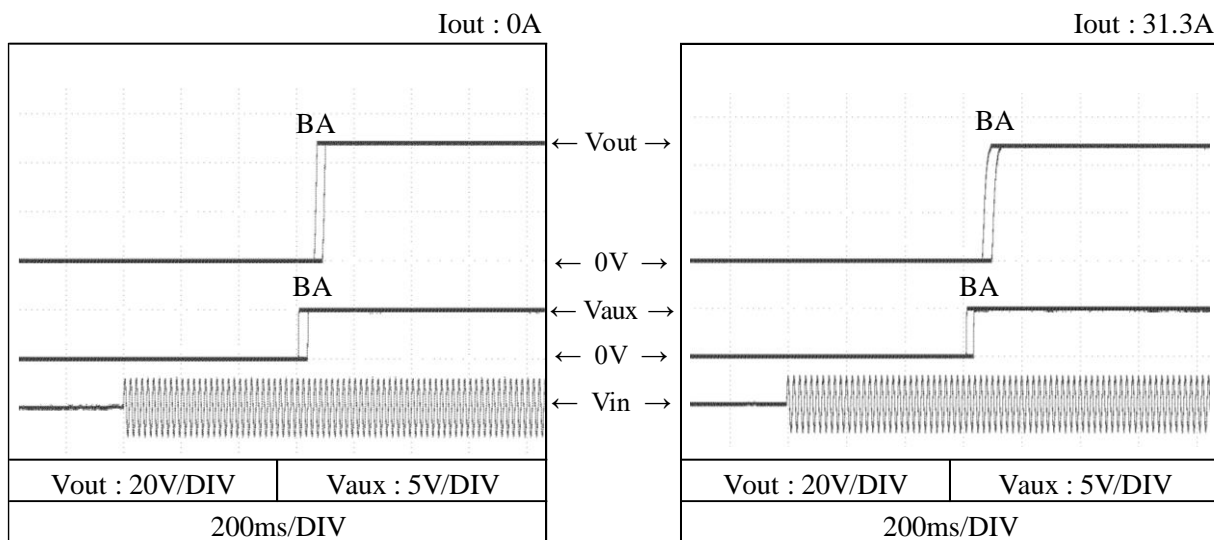 Iout : 0A
Iout : 31.3A
BA
BA
← Vout →
← 0V →
BA
BA
← Vaux →
← 0V →
← Vin →
Vout : 20V/DIV
Vaux : 5V/DIV
Vout : 20V/DIV
Vaux : 5V/DIV
200ms/DIV
200ms/DIV